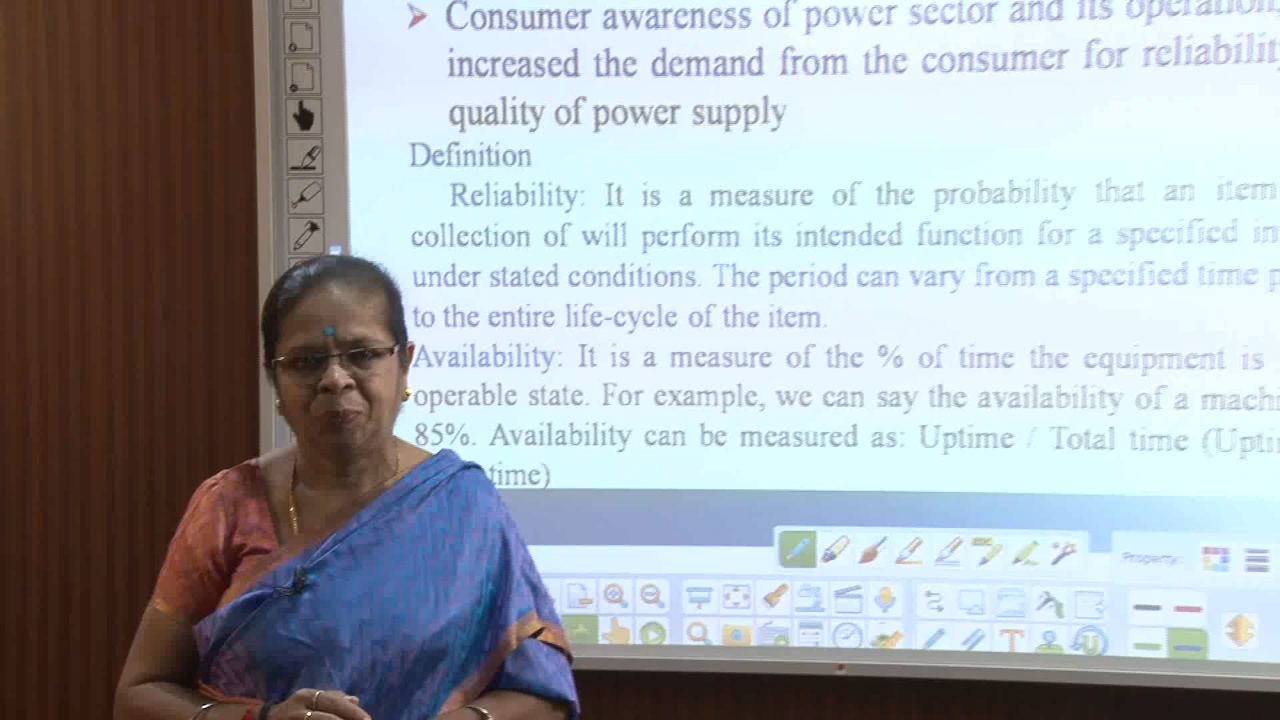 Consumer awareness of power sector and its operation
increased the demand from the consumer for reliabilit
quality of power supply
Definition
Reliability: It is a measure of the probability that an item
collection of will perform its intended function for a specified in
under stated conditions. The period can vary from a specified time p
to the entire life-cycle of the item.
Availability: It is a measure of the % of time the equipment is
operable state. For example, we can say the availability of a machi
85%. Availability can be measured as: Uptime / Total time (Uptim
time)
Property: